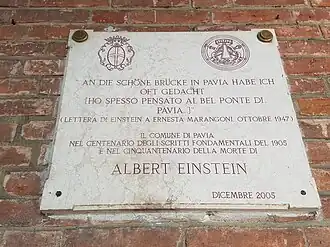 AN DIE SCHÖNE BRÜCKE IN PAVIA HABE ICH
OFT GEDACHT
(HO SPESSO PENSATO AL BEL PONTE DI
PAVIA.)
(LETTERA DI EINSTEIN A ERNESTA MARANGONI, OTTOBRE 1947)
IL COMUNE DI PAVIA
NEL CENTENARIO DEGLI SCRITTI FONDAMENTALI DEL 1905
E NEL CINQUANTENARIO DELLA MORTE DI
ALBERT EINSTEIN
DICEMBRE 2005